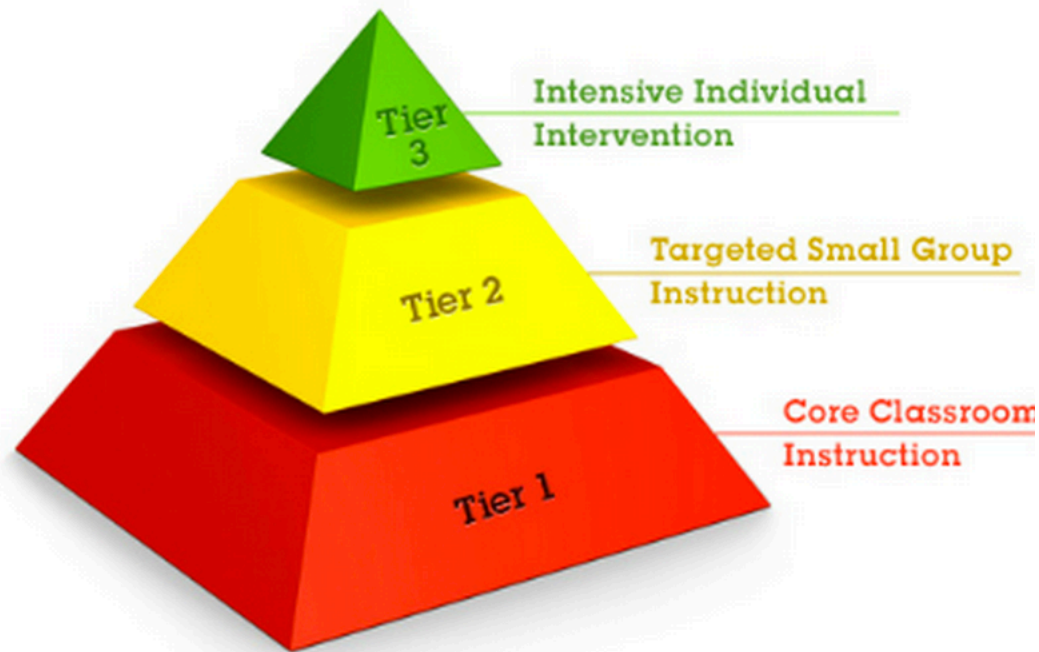 Tier
3
Intensive Individual
Intervention
Tier 2
Targeted Small Group
Instruction
Tier 1
Core Classroom
Instruction